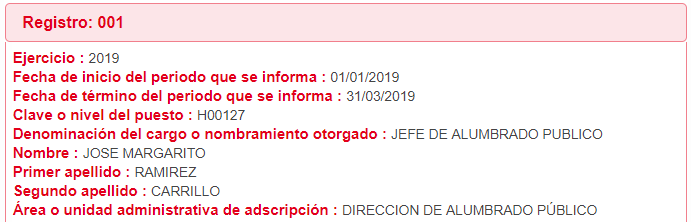 Registro: 001
Ejercicio : 2019
Fecha de inicio del periodo que se informa : 01/01/2019
Fecha de término del periodo que se informa : 31/03/2019
Clave o nivel del puesto : H00127
Denominación del cargo o nombramiento otorgado : JEFE DE ALUMBRADO PUBLICO
Nombre : JOSE MARGARITO
Primer apellido : RAMIREZ
Segundo apellido : CARRILLO
Área o unidad administrativa de adscripción : DIRECCION DE ALUMBRADO PÚBLICO